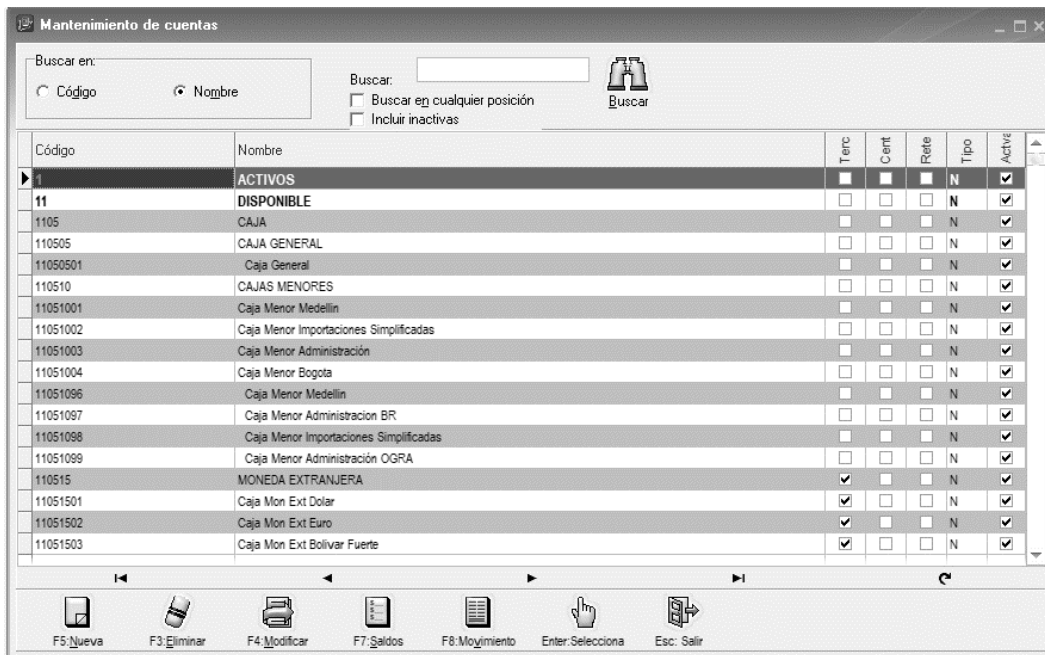 Mantenimiento de cuentas
Buscar en:
Código Nombre
Buscar:
Buscar en cualquier posición
Incluir inactivas
Buscar
Código Nombre Terc Cent Rete Tipo Actva
1 ACTIVOS N
11 DISPONIBLE N
1105 CAJA N
110505 CAJA GENERAL N
11050501 Caja General N
110510 CAJAS MENORES N
11051001 Caja Menor Medellin N
11051002 Caja Menor Importaciones Simplificadas N
11051003 Caja Menor Administración N
11051004 Caja Menor Bogota N
11051096 Caja Menor Medellin N
11051097 Caja Menor Administracion BR N
11051098 Caja Menor Importaciones Simplificadas N
11051099 Caja Menor Administración OGRA N
110515 MONEDA EXTRANJERA N
11051501 Caja Mon Ext Dolar N
11051502 Caja Mon Ext Euro N
11051503 Caja Mon Ext Bolivar Fuerte N
F5:Nueva F3:Eliminar F4:Modificar F7:Saldos F8:Movimiento Enter:Selecciona Esc: Salir